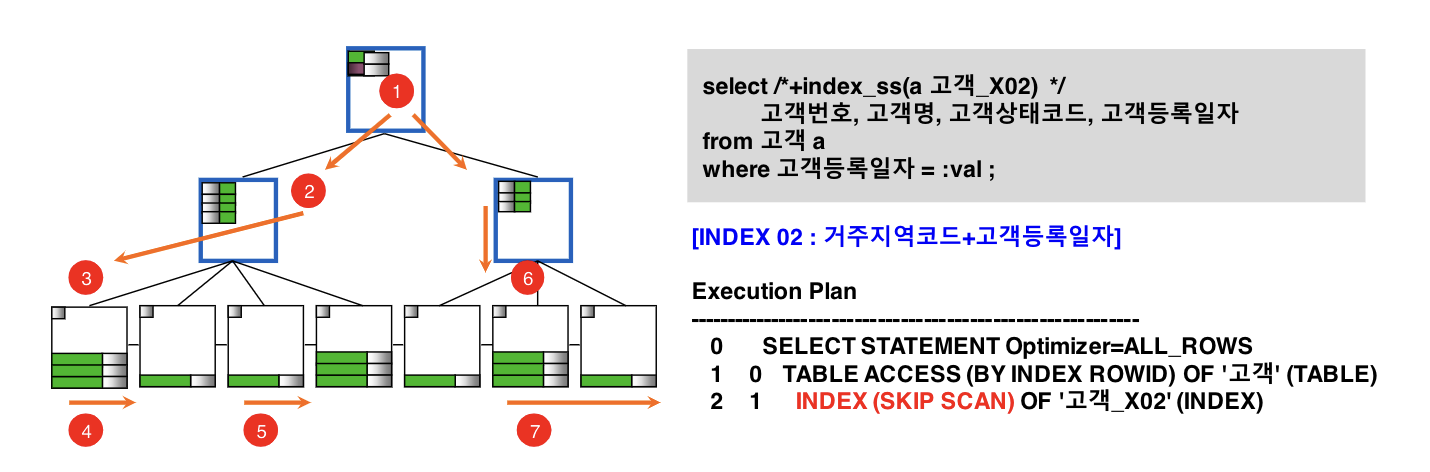 1
2
3
6
4
5
7
select /*+index_ss(a 고객_X02) */
고객번호, 고객명, 고객상태코드, 고객등록일자
from 고객 a
where 고객등록일자 = :val ;
[INDEX 02 : 거주지역코드+고객등록일자]
Execution Plan
-----------------------------------------------------------
0 SELECT STATEMENT Optimizer=ALL_ROWS
1 0 TABLE ACCESS (BY INDEX ROWID) OF '고객' (TABLE)
2 1 INDEX (SKIP SCAN) OF '고객_X02' (INDEX)